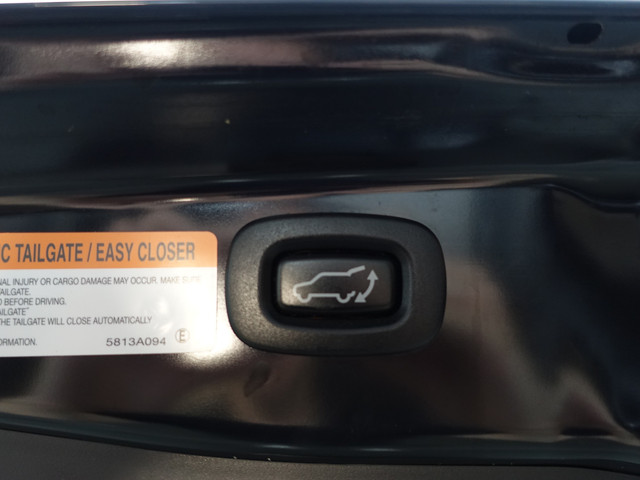 C TAILGATE / EASY CLOSER
NAL INJURY OR CARGO DAMAGE MAY OCCUR. MAKE SURE
TAILGATE.
D BEFORE DRIVING.
AILGATE"
THE TAILGATE WILL CLOSE AUTOMATICALLY
ORMATION.
5813A094 E